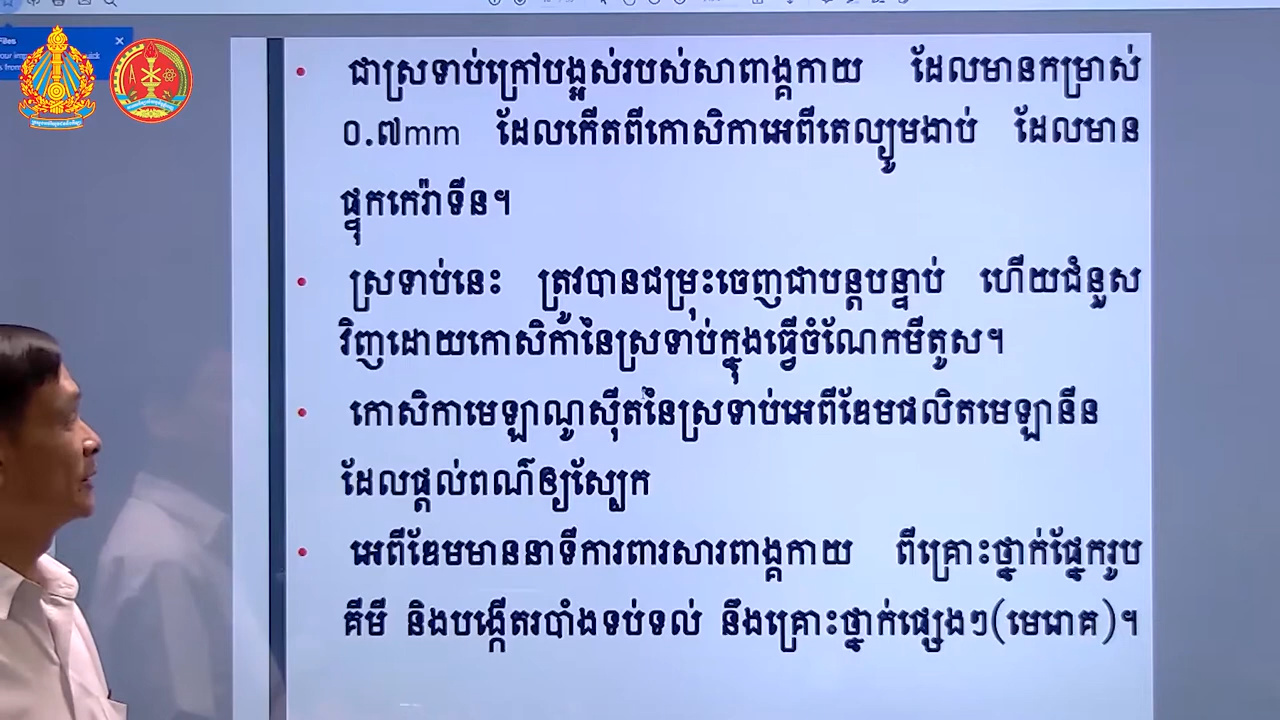 Files
ជាស្រទាប់ក្រៅបង្អស់របស់សាពាង្គកាយ ដែលមានកម្រាស់
០.៧mm ដែលកើតពីកោសិកាអេពីតេល្យូមងាប់ ដែលមាន
ផ្ទុកកេរ៉ាទីន។
ស្រទាប់នេះ ត្រូវបានជម្រុះចេញជាបន្តបន្ទាប់ ហើយជំនួស
វិញដោយកោសិកានៃស្រទាប់ក្នុងធ្វើចំណែកមីតូស។
កោសិកាមេឡាណូស៊ីតនៃស្រទាប់អេពីឌែមផលិតមេឡានីន
ដែលផ្តល់ពណ៌ឲ្យស្បែក
អេពីឌែមមាននាទីការពារសារពាង្គកាយ ពីគ្រោះថ្នាក់ផ្នែករូប
គីមី និងបង្កើតរបាំងទប់ទល់ នឹងគ្រោះថ្នាក់ផ្សេងៗ(មេរោគ)។